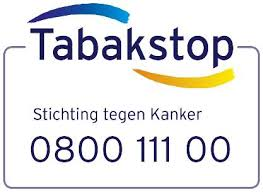 Tabakstop
Stichting tegen Kanker
0800 111 00